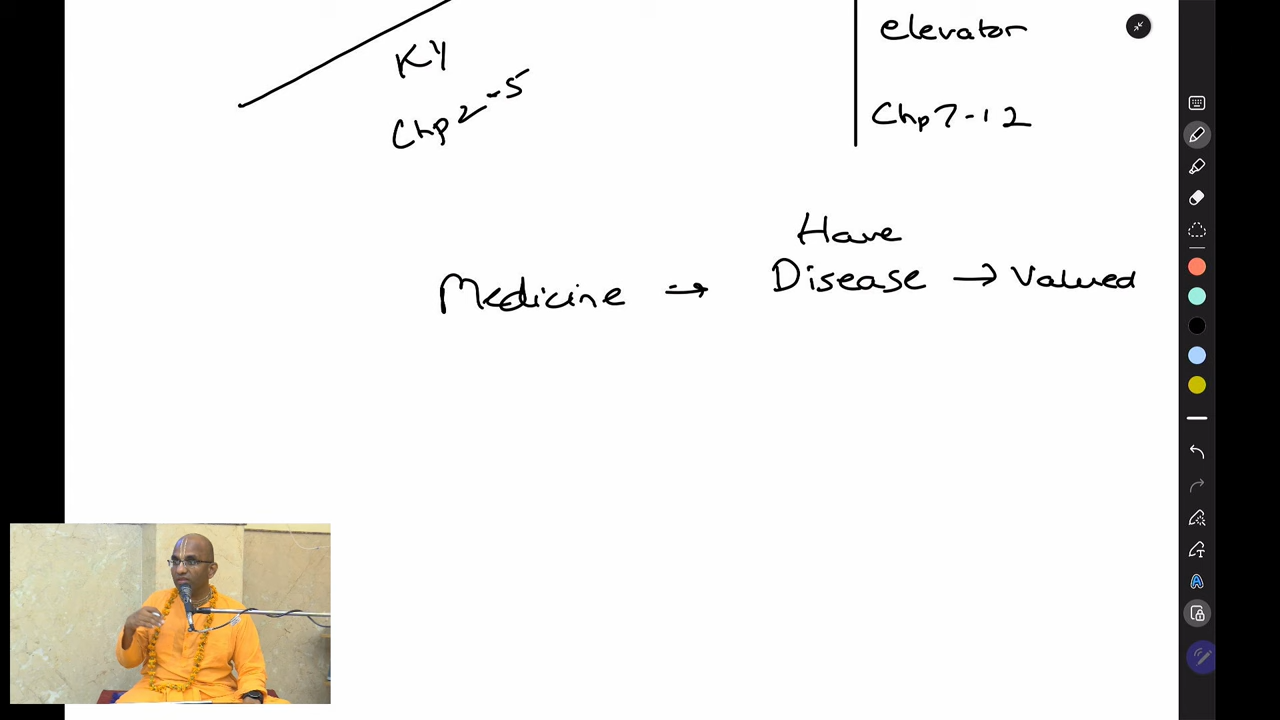 elevator
KY
Chp 2-5
Chp 7-12
Have
Medicine → Disease → Valued